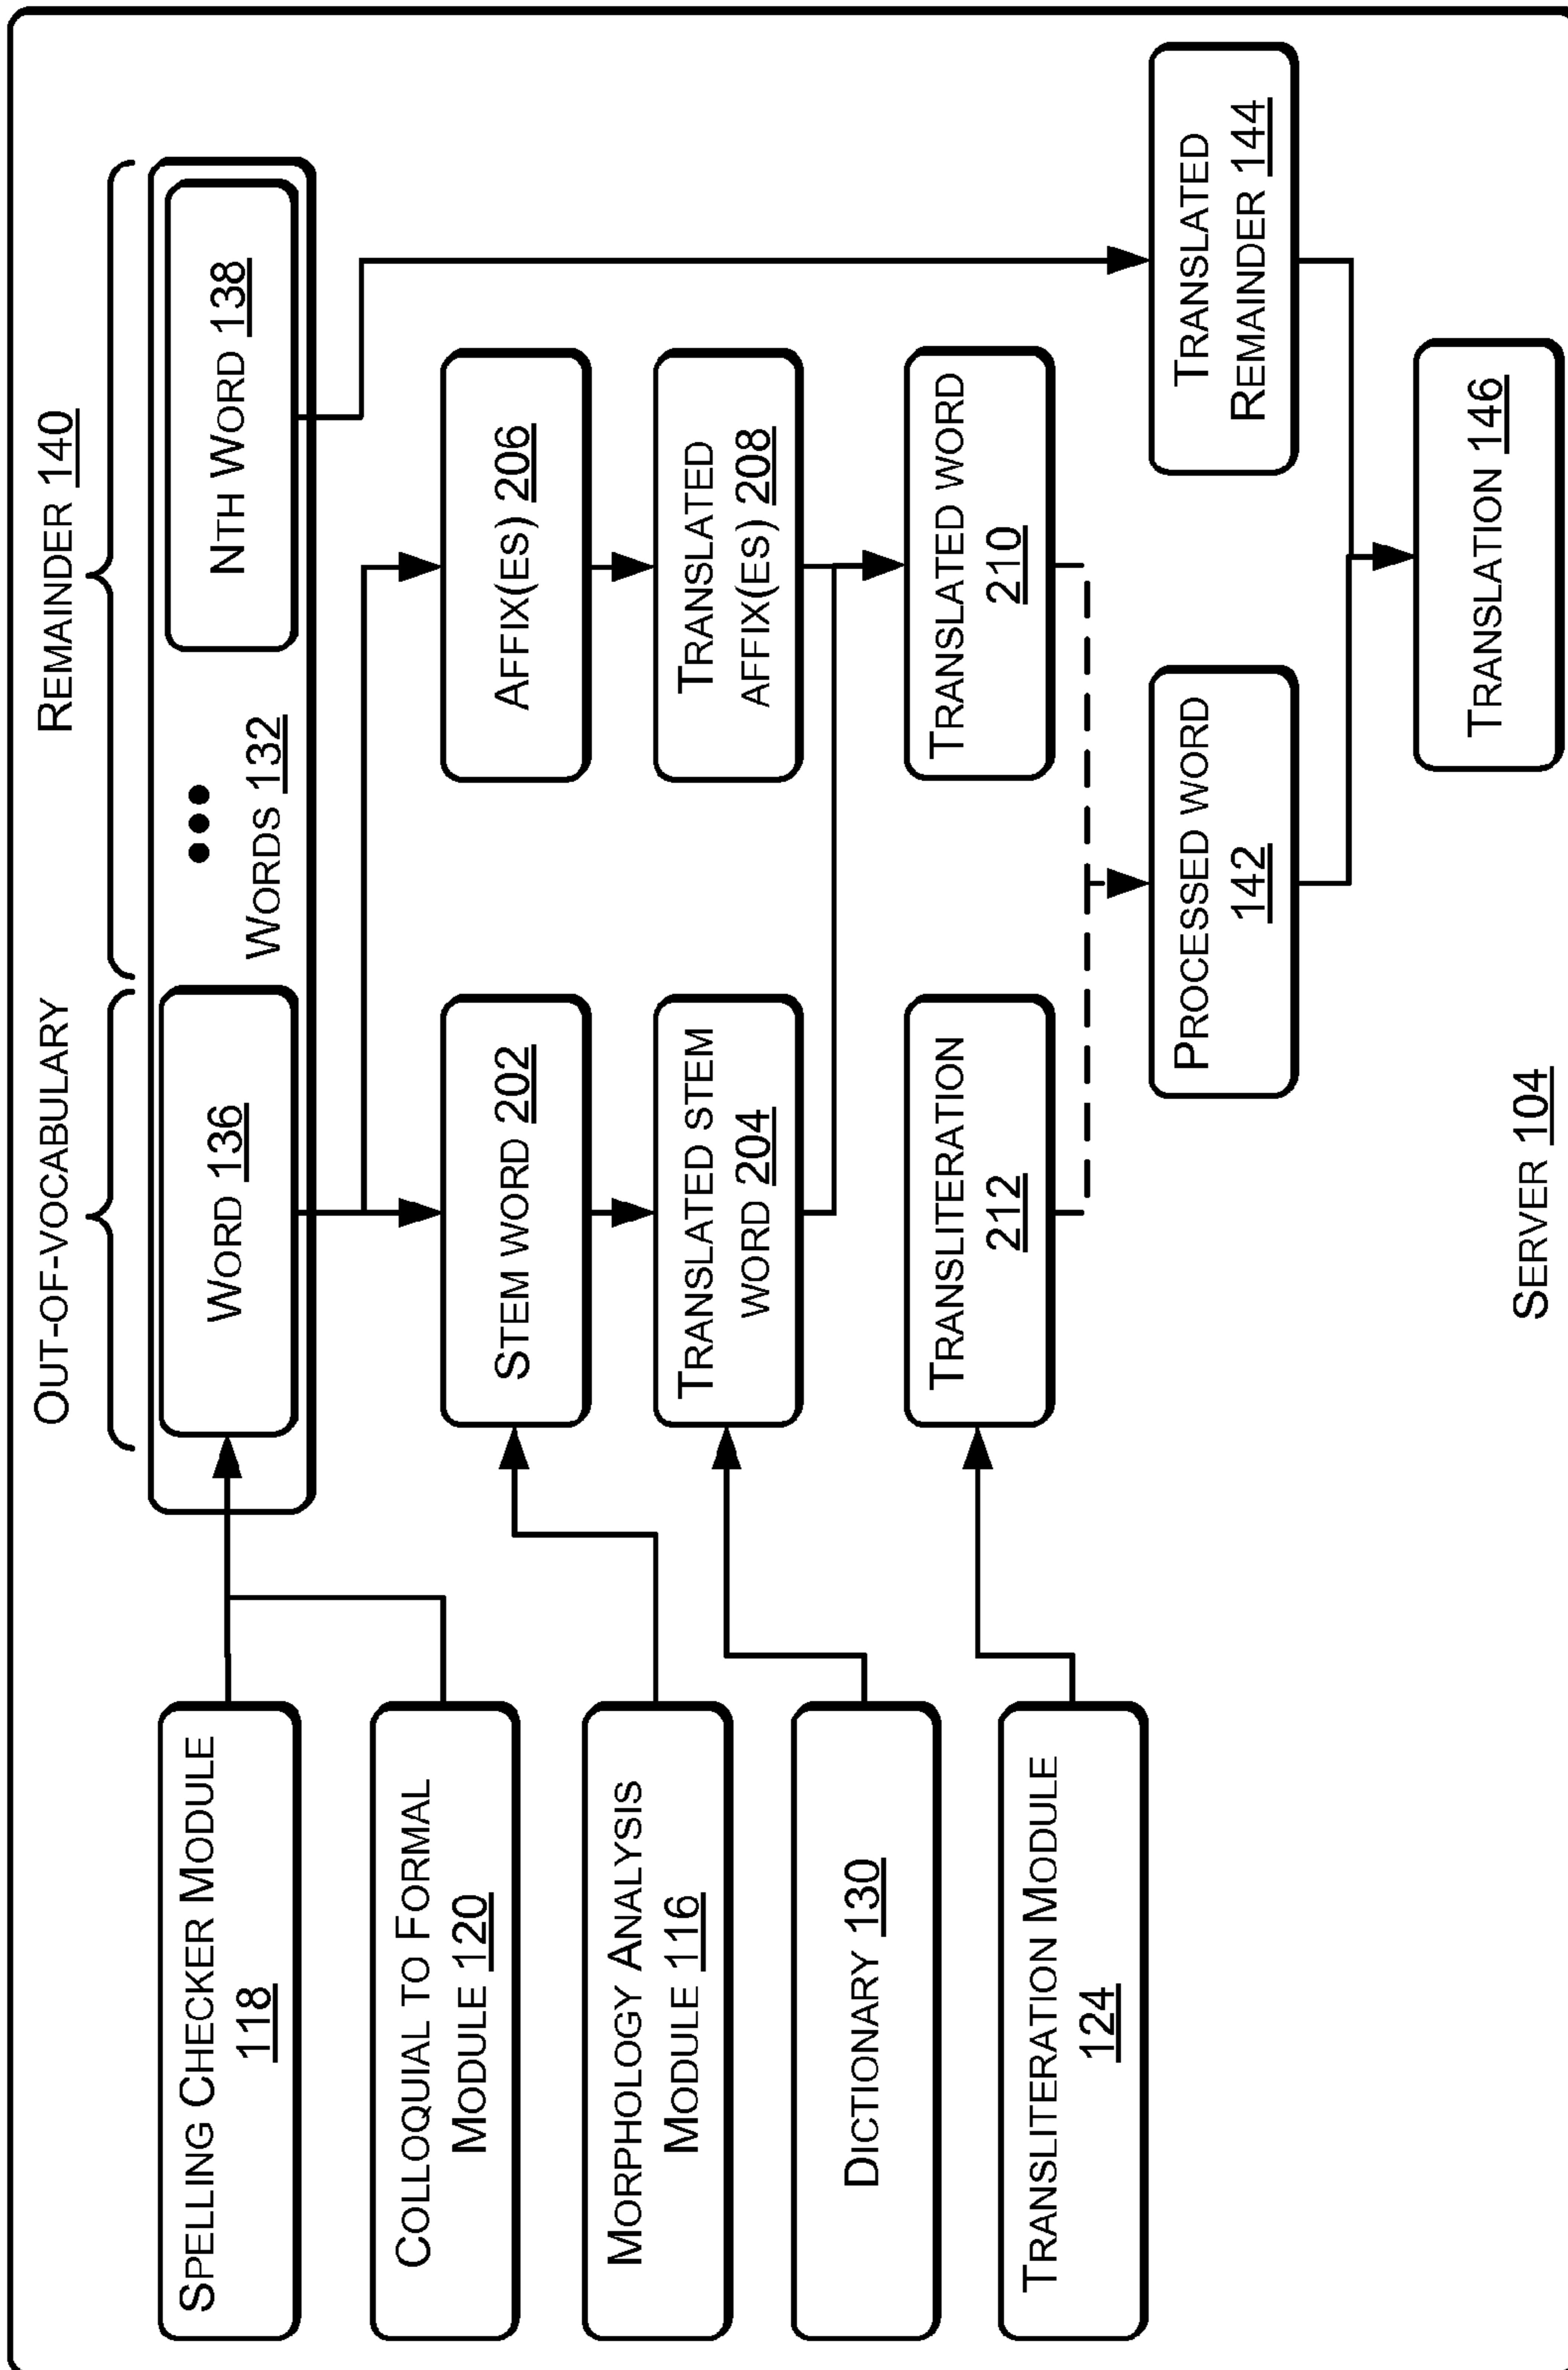 OUT-OF-VOCABULARY
REMAINDER 140
SPELLING CHECKER MODULE
118
WORD 136
WORDS 132
NTH WORD 138
COLLOQUIAL TO FORMAL
MODULE 120
STEM WORD 202
AFFIX(ES) 206
MORPHOLOGY ANALYSIS
MODULE 116
TRANSLATED STEM
WORD 204
TRANSLATED
AFFIX(ES) 208
DICTIONARY 130
TRANSLITERATION
212
TRANSLATED WORD
210
TRANSLITERATION MODULE
124
PROCESSED WORD
142
TRANSLATED
REMAINDER 144
TRANSLATION 146
SERVER 104